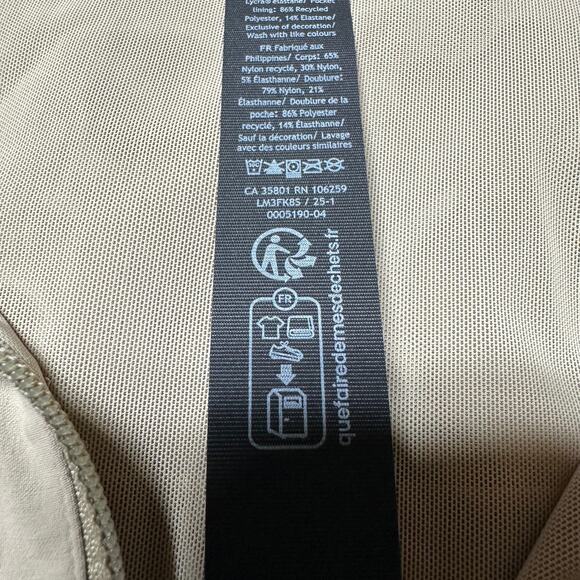 Lycra® elastane/ Pocket
lining: 86% Recycled
Polyester, 14% Elastane/
Exclusive of decoration/
Wash with like colours
FR Fabriqué aux
Philippines/ Corps: 65%
Nylon recyclé, 30% Nylon,
5% Élasthanne/ Doublure:
79% Nylon, 21%
Élasthanne/ Doublure de la
poche: 86% Polyester
recyclé, 14% Élasthanne/
Sauf la décoration/ Lavage
avec des couleurs similaires
CA 35801 RN 106259
LM3FK8S / 25-1
0005190-04
FR
quefairedemesdechets.fr